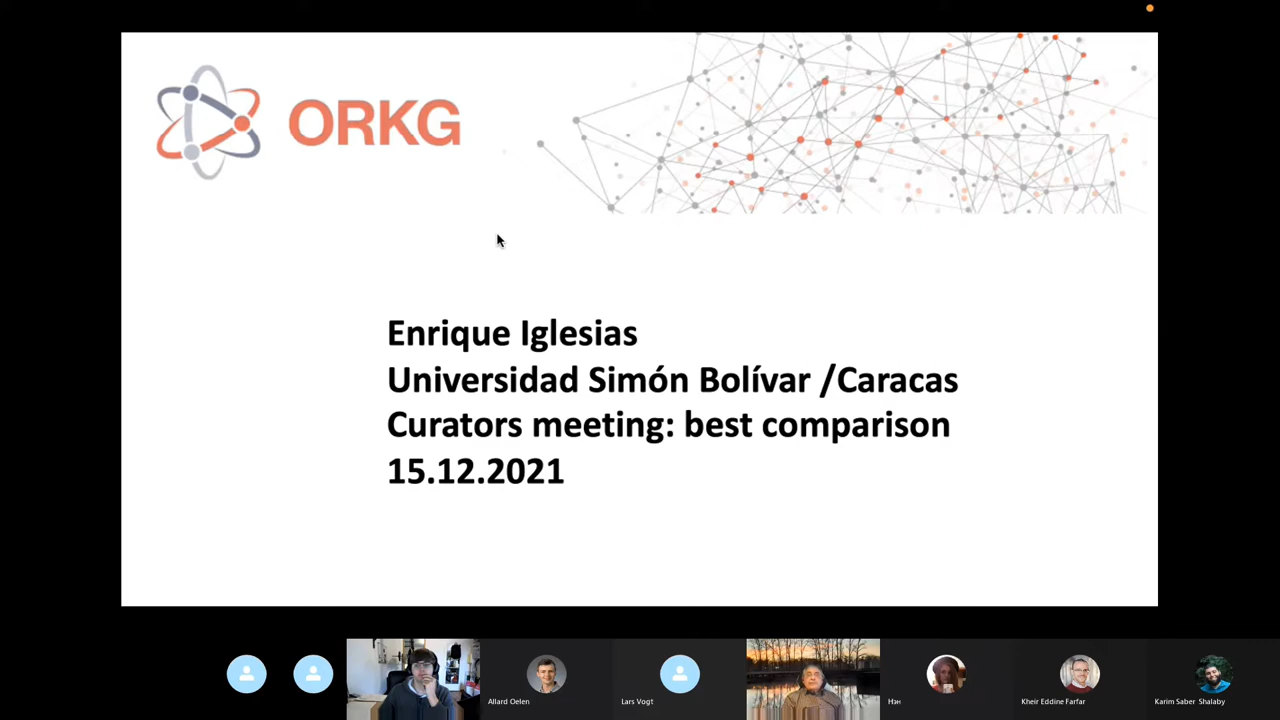 ORKG
Enrique Iglesias
Universidad Simón Bolívar /Caracas
Curators meeting: best comparison
15.12.2021
Allard Oelen
Lars Vogt
Нэн
Kheir Eddine Farfar
Karim Saber Shalaby